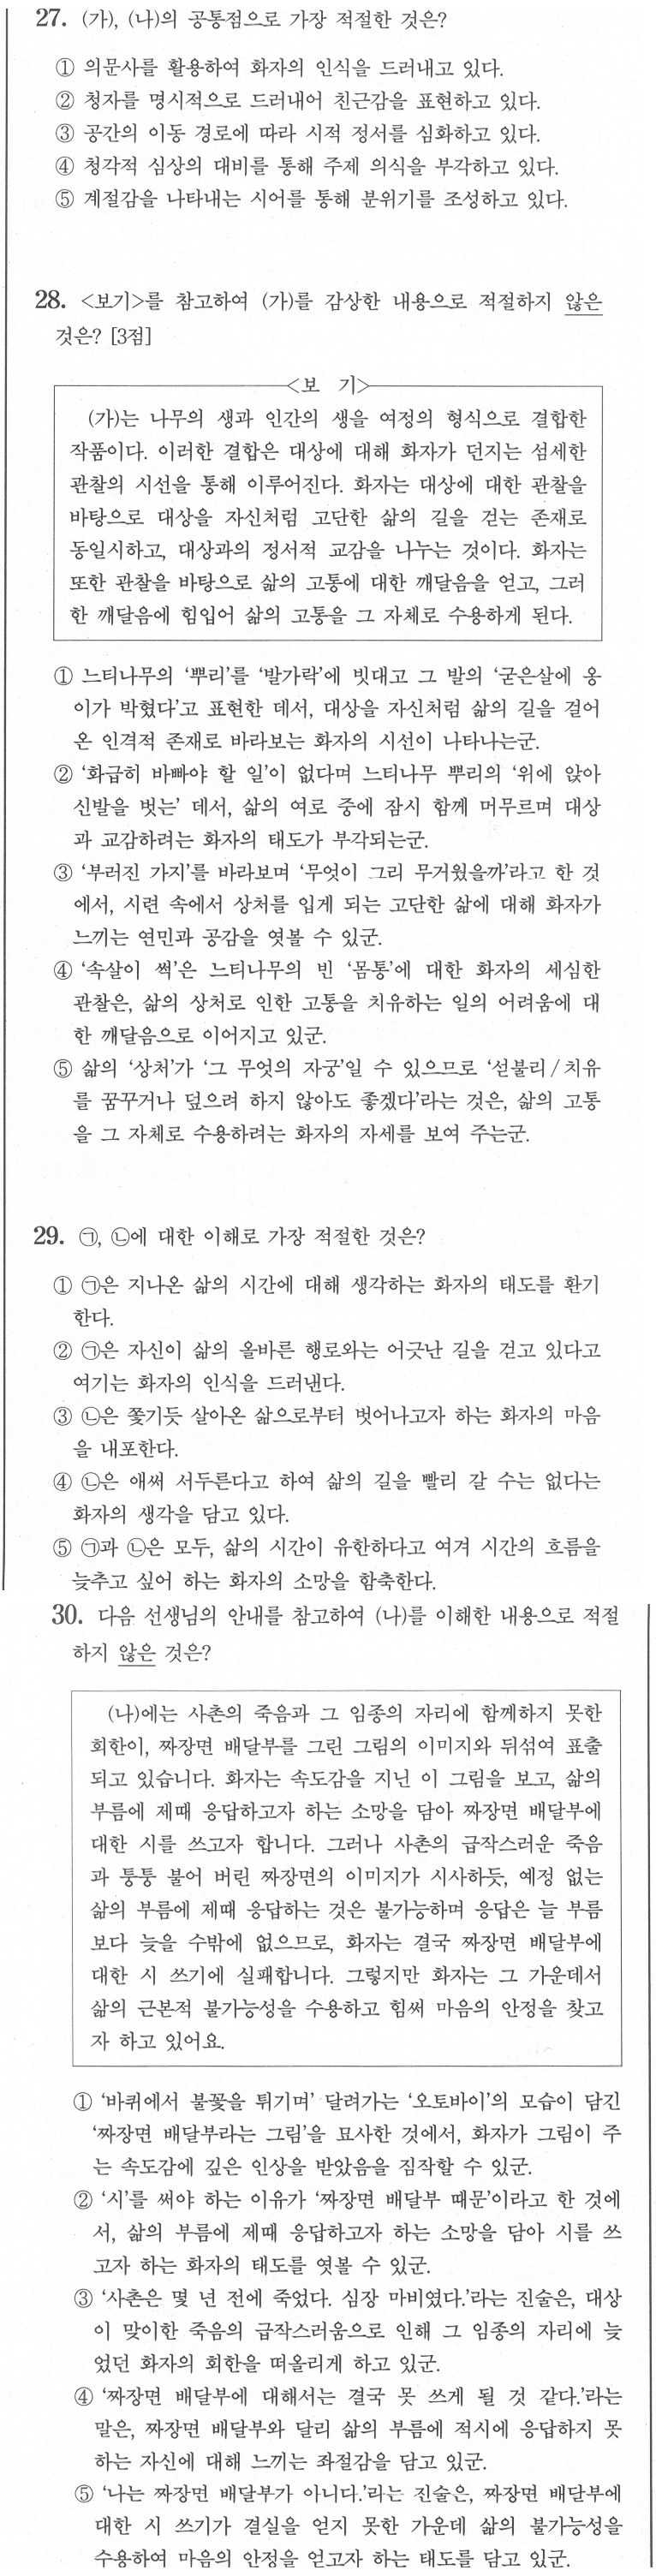 27. (가), (나)의 공통점으로 가장 적절한 것은?
① 의문사를 활용하여 화자의 인식을 드러내고 있다.
② 청자를 명시적으로 드러내어 친근감을 표현하고 있다.
③ 공간의 이동 경로에 따라 시적 정서를 심화하고 있다.
④ 청각적 심상의 대비를 통해 주제 의식을 부각하고 있다.
⑤ 계절감을 나타내는 시어를 통해 분위기를 조성하고 있다.
28. <보기>를 참고하여 (가)를 감상한 내용으로 적절하지 않은
것은? [3점]
<보 기>
(가)는 나무의 생과 인간의 생을 여정의 형식으로 결합한
작품이다. 이러한 결합은 대상에 대해 화자가 던지는 섬세한
관찰의 시선을 통해 이루어진다. 화자는 대상에 대한 관찰을
바탕으로 대상을 자신처럼 고단한 삶의 길을 걷는 존재로
동일시하고, 대상과의 정서적 교감을 나누는 것이다. 화자는
또한 관찰을 바탕으로 삶의 고통에 대한 깨달음을 얻고, 그러
한 깨달음에 힘입어 삶의 고통을 그 자체로 수용하게 된다.
① 느티나무의 ‘뿌리’를 ‘발가락’에 빗대고 그 발의 ‘굳은살에 옹
이가 박혔다’고 표현한 데서, 대상을 자신처럼 삶의 길을 걸어
온 인격적 존재로 바라보는 화자의 시선이 나타나는군.
② ‘화급히 바빠야 할 일’이 없다며 느티나무 뿌리의 ‘위에 앉아
신발을 벗는’ 데서, 삶의 여로 중에 잠시 함께 머무르며 대상
과 교감하려는 화자의 태도가 부각되는군.
③ ‘부러진 가지’를 바라보며 ‘무엇이 그리 무거웠을까’라고 한 것
에서, 시련 속에서 상처를 입게 되는 고단한 삶에 대해 화자가
느끼는 연민과 공감을 엿볼 수 있군.
④ ‘속살이 썩’은 느티나무의 빈 ‘몸통’에 대한 화자의 세심한
관찰은, 삶의 상처로 인한 고통을 치유하는 일의 어려움에 대
한 깨달음으로 이어지고 있군.
⑤ 삶의 ‘상처’가 ‘그 무엇의 자궁’일 수 있으므로 ‘섣불리 / 치유
를 꿈꾸거나 덮으려 하지 않아도 좋겠다’라는 것은, 삶의 고통
을 그 자체로 수용하려는 화자의 자세를 보여 주는군.
29. ㉠, ㉡에 대한 이해로 가장 적절한 것은?
① ㉠은 지나온 삶의 시간에 대해 생각하는 화자의 태도를 환기
한다.
② ㉠은 자신이 삶의 올바른 행로와는 어긋난 길을 걷고 있다고
여기는 화자의 인식을 드러낸다.
③ ㉡은 쫓기듯 살아온 삶으로부터 벗어나고자 하는 화자의 마음
을 내포한다.
④ ㉡은 애써 서두른다고 하여 삶의 길을 빨리 갈 수는 없다는
화자의 생각을 담고 있다.
⑤ ㉠과 ㉡은 모두, 삶의 시간이 유한하다고 여겨 시간의 흐름을
늦추고 싶어 하는 화자의 소망을 함축한다.
30. 다음 선생님의 안내를 참고하여 (나)를 이해한 내용으로 적절
하지 않은 것은?
(나)에는 사촌의 죽음과 그 임종의 자리에 함께하지 못한
회한이, 짜장면 배달부를 그린 그림의 이미지와 뒤섞여 표출
되고 있습니다. 화자는 속도감을 지닌 이 그림을 보고, 삶의
부름에 제때 응답하고자 하는 소망을 담아 짜장면 배달부에
대한 시를 쓰고자 합니다. 그러나 사촌의 급작스러운 죽음
과 퉁퉁 불어 버린 짜장면의 이미지가 시사하듯, 예정 없는
삶의 부름에 제때 응답하는 것은 불가능하며 응답은 늘 부름
보다 늦을 수밖에 없으므로, 화자는 결국 짜장면 배달부에
대한 시 쓰기에 실패합니다. 그렇지만 화자는 그 가운데서
삶의 근본적 불가능성을 수용하고 힘써 마음의 안정을 찾고
자 하고 있어요.
① ‘바퀴에서 불꽃을 튀기며’ 달려가는 ‘오토바이’의 모습이 담긴
‘짜장면 배달부라는 그림’을 묘사한 것에서, 화자가 그림이 주
는 속도감에 깊은 인상을 받았음을 짐작할 수 있군.
② ‘시’를 써야 하는 이유가 ‘짜장면 배달부 때문’이라고 한 것에
서, 삶의 부름에 제때 응답하고자 하는 소망을 담아 시를 쓰
고자 하는 화자의 태도를 엿볼 수 있군.
③ ‘사촌은 몇 년 전에 죽었다. 심장 마비였다.’라는 진술은, 대상
이 맞이한 죽음의 급작스러움으로 인해 그 임종의 자리에 늦
었던 화자의 회한을 떠올리게 하고 있군.
④ ‘짜장면 배달부에 대해서는 결국 못 쓰게 될 것 같다.’라는
말은, 짜장면 배달부와 달리 삶의 부름에 적시에 응답하지 못
하는 자신에 대해 느끼는 좌절감을 담고 있군.
⑤ ‘나는 짜장면 배달부가 아니다.’라는 진술은, 짜장면 배달부에
대한 시 쓰기가 결실을 얻지 못한 가운데 삶의 불가능성을
수용하여 마음의 안정을 얻고자 하는 태도를 담고 있군.